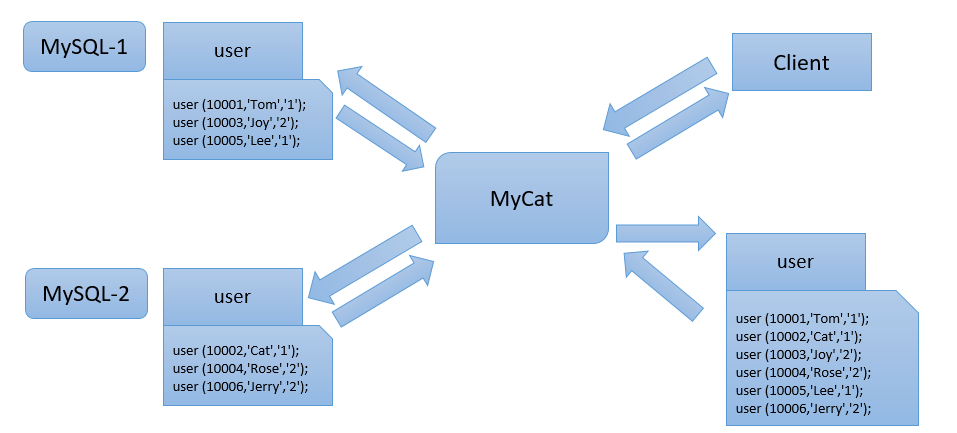 MySQL-1
user
user (10001,'Tom','1');
user (10003,'Joy','2');
user (10005,'Lee','1');
Client
MyCat
MySQL-2
user
user (10002,'Cat','1');
user (10004,'Rose','2');
user (10006,'Jerry','2');
user
user (10001,'Tom','1');
user (10002,'Cat','1');
user (10003,'Joy','2');
user (10004,'Rose','2');
user (10005,'Lee','1');
user (10006,'Jerry','2');